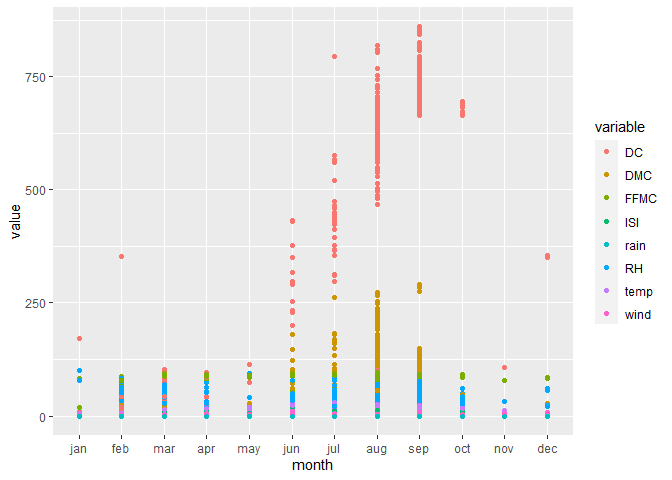 750
500
250
0
value
jan feb mar apr may jun jul aug sep oct nov dec
month
variable
DC
DMC
FFMC
ISI
rain
RH
temp
wind